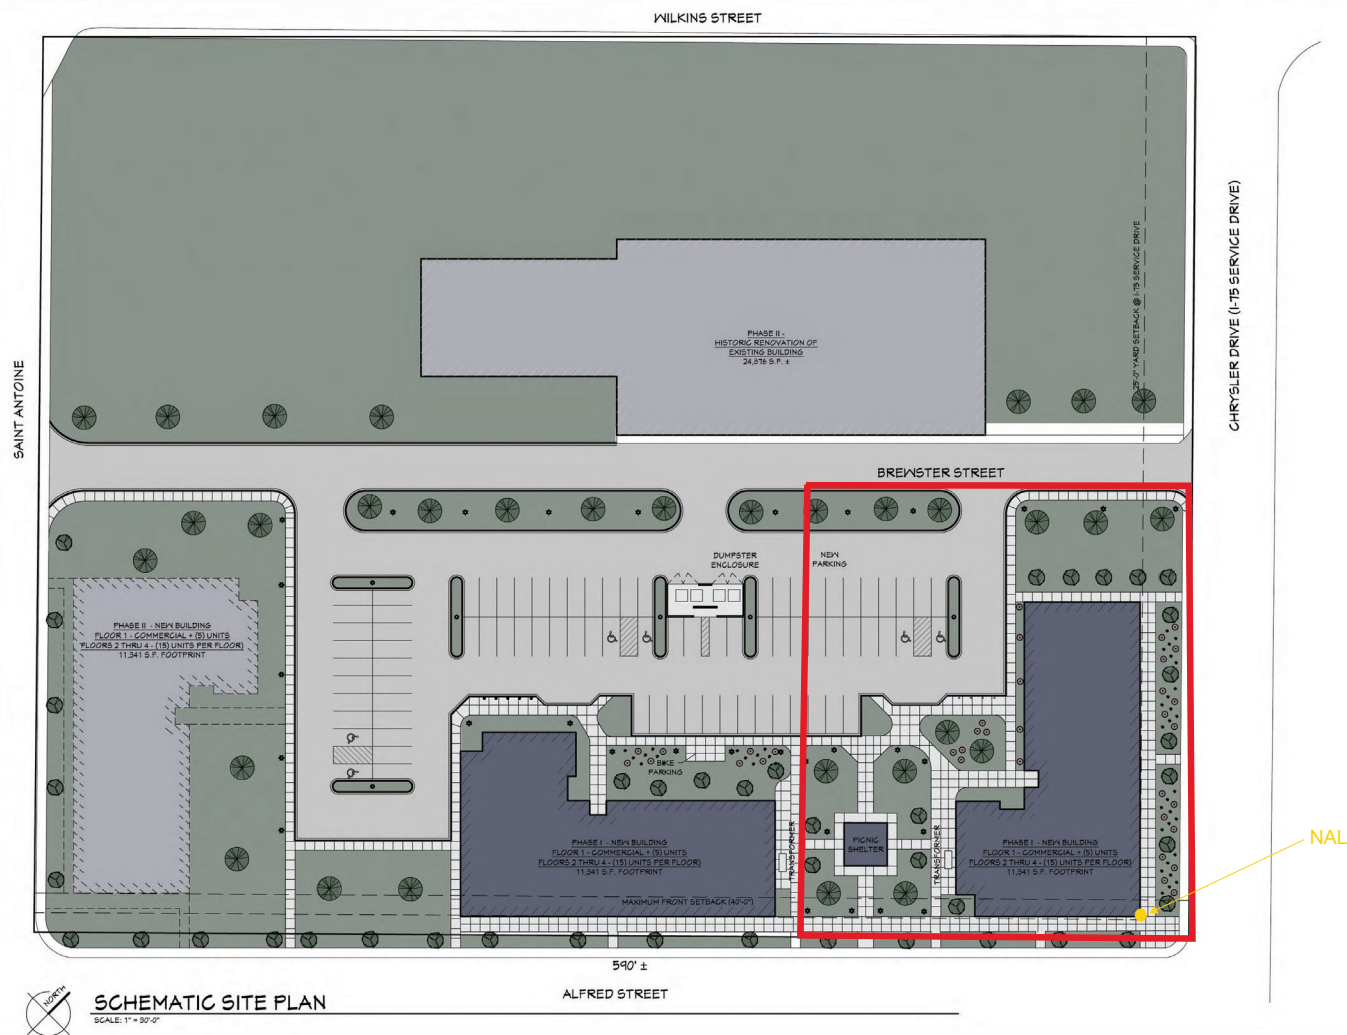 WILKINS STREET
SAINT ANTOINE
CHRYSLER DRIVE (I-75 SERVICE DRIVE)
25'-0" YARD SETBACK @ I-75 SERVICE DRIVE
PHASE II -
HISTORIC RENOVATION OF
EXISTING BUILDING
24,876 S.F. ±
BREWSTER STREET
DUMPSTER
ENCLOSURE
NEW
PARKING
PHASE II - NEW BUILDING
FLOOR 1 - COMMERCIAL + (5) UNITS
FLOORS 2 THRU 4 - (15) UNITS PER FLOOR)
11,341 S.F. FOOTPRINT
BIKE
PARKING
PHASE I - NEW BUILDING
FLOOR 1 - COMMERCIAL + (5) UNITS
FLOORS 2 THRU 4 - (15) UNITS PER FLOOR)
11,341 S.F. FOOTPRINT
TRANSFORMER
PICNIC
SHELTER
TRANSFORMER
PHASE I - NEW BUILDING
FLOOR 1 - COMMERCIAL + (5) UNITS
FLOORS 2 THRU 4 - (15) UNITS PER FLOOR)
11,341 S.F. FOOTPRINT
NAL
MAXIMUM FRONT SETBACK (40'-0")
590' ±
ALFRED STREET
NORTH
SCHEMATIC SITE PLAN
SCALE: 1" = 30'-0"